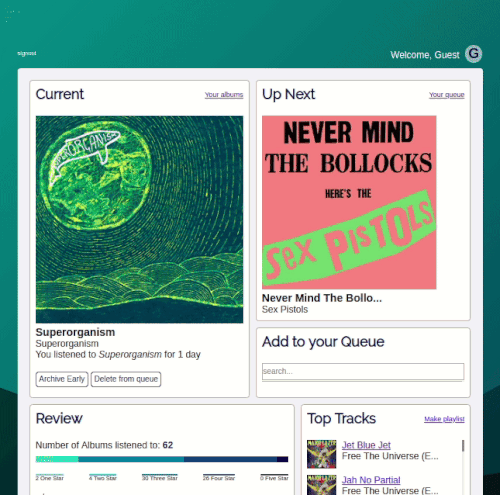 signout
Welcome, Guest
G
Current
Your albums
SUPERORGANISM
Superorganism
Superorganism
You listened to Superorganism for 1 day
Archive Early
Delete from queue
Up Next
Your queue
NEVER MIND
THE BOLLOCKS
HERE'S THE
SEX PISTOLS
Never Mind The Bollo...
Sex Pistols
Add to your Queue
search...
Review
Number of Albums listened to: 62
2 One Star
4 Two Star
30 Three Star
26 Four Star
0 Five Star
Top Tracks
Make playlist
MAJOR LAZER
Jet Blue Jet
Free The Universe (E...
MAJOR LAZER
Jah No Partial
Free The Universe (E...